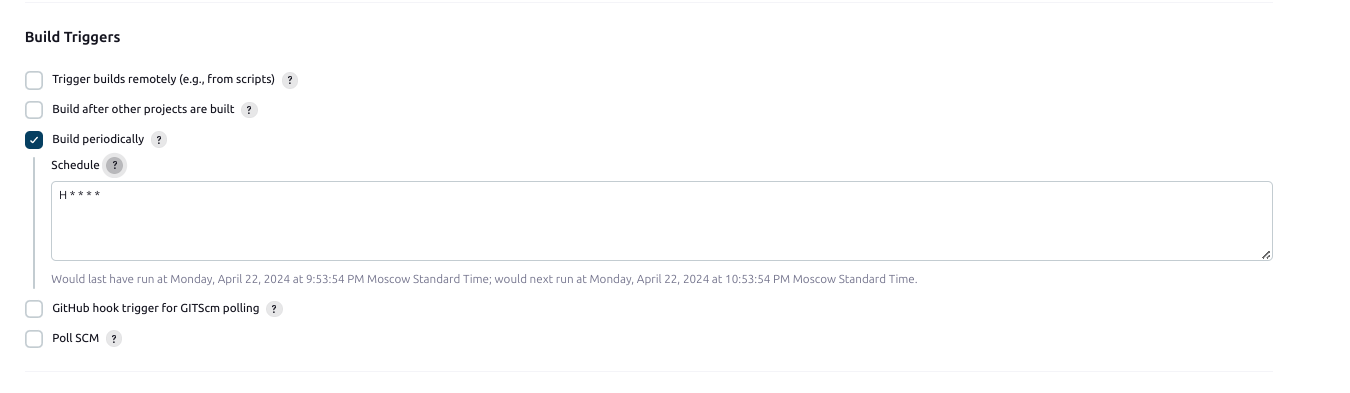 Build Triggers
Trigger builds remotely (e.g., from scripts) ?
Build after other projects are built ?
Build periodically ?
Schedule ?
H * * * *
Would last have run at Monday, April 22, 2024 at 9:53:54 PM Moscow Standard Time; would next run at Monday, April 22, 2024 at 10:53:54 PM Moscow Standard Time.
GitHub hook trigger for GITScm polling ?
Poll SCM ?